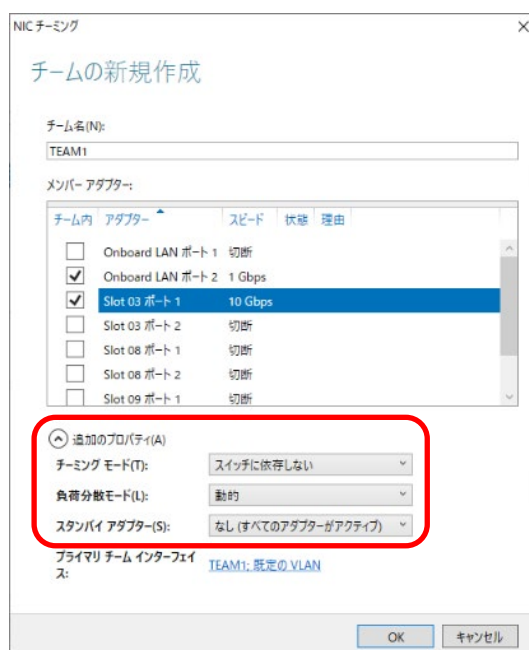 NIC チーミング
チームの新規作成
チーム名(N):
TEAM1
メンバー アダプター:
チーム内 アダプター スピード 状態 理由
Onboard LAN ポート 1 切断
Onboard LAN ポート 2 1 Gbps
Slot 03 ポート 1 10 Gbps
Slot 03 ポート 2 切断
Slot 08 ポート 1 切断
Slot 08 ポート 2 切断
Slot 09 ポート 1 切断
追加のプロパティ(A)
チーミング モード(T): スイッチに依存しない
負荷分散モード(L): 動的
スタンバイ アダプター(S): なし (すべてのアダプターがアクティブ)
プライマリ チーム インターフェイ
ス: TEAM1; 既定の VLAN
OK キャンセル